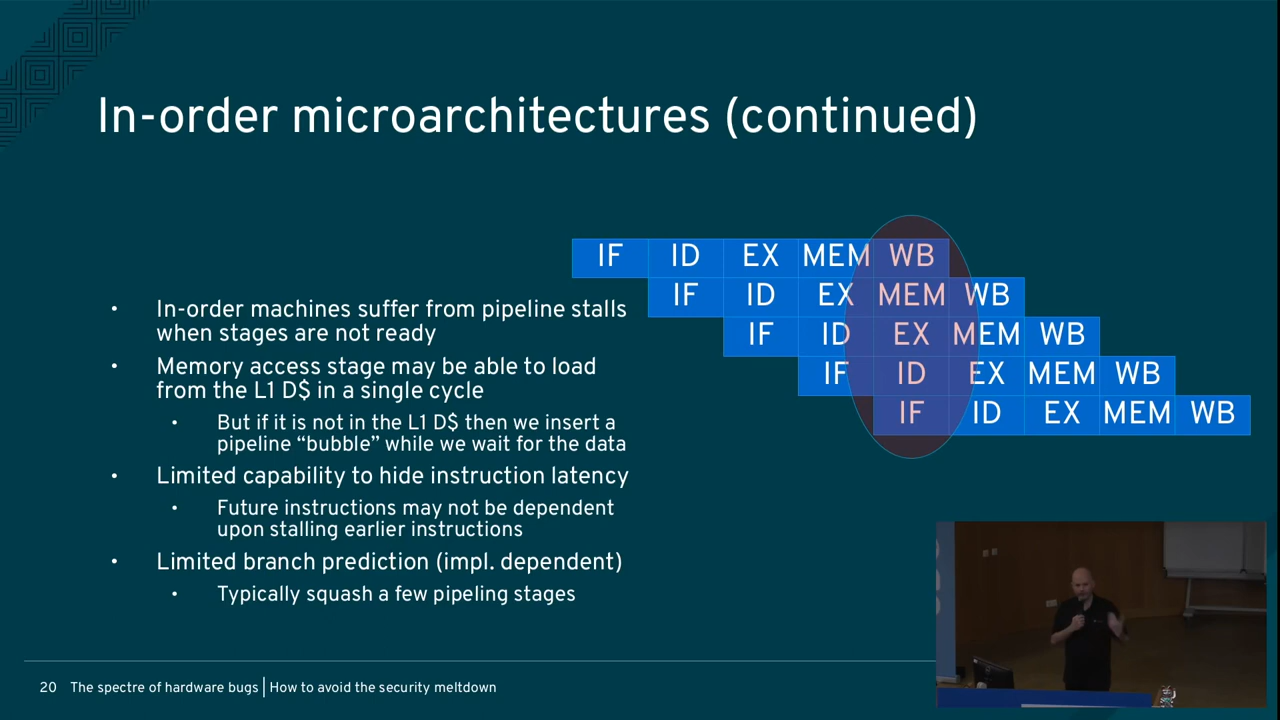 In-order microarchitectures (continued)
IF ID EX MEM WB
IF ID EX MEM WB
IF ID EX MEM WB
IF ID EX MEM WB
IF ID EX MEM WB
• In-order machines suffer from pipeline stalls
when stages are not ready
• Memory access stage may be able to load
from the L1 D$ in a single cycle
• But if it is not in the L1 D$ then we insert a
pipeline “bubble” while we wait for the data
• Limited capability to hide instruction latency
• Future instructions may not be dependent
upon stalling earlier instructions
• Limited branch prediction (impl. dependent)
• Typically squash a few pipeling stages
20 The spectre of hardware bugs | How to avoid the security meltdown